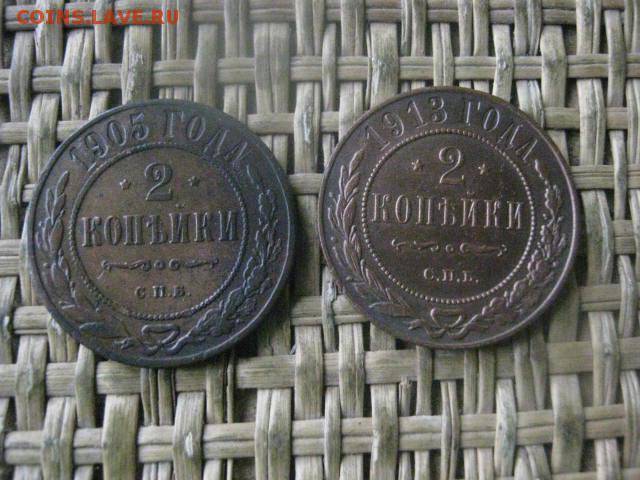 COINS.LAVE.RU
1905 ГОДА
* 2 *
КОПѢЙКИ
С.П.Б.
1913 ГОДА
* 2 *
КОПѢЙКИ
С.П.Б.